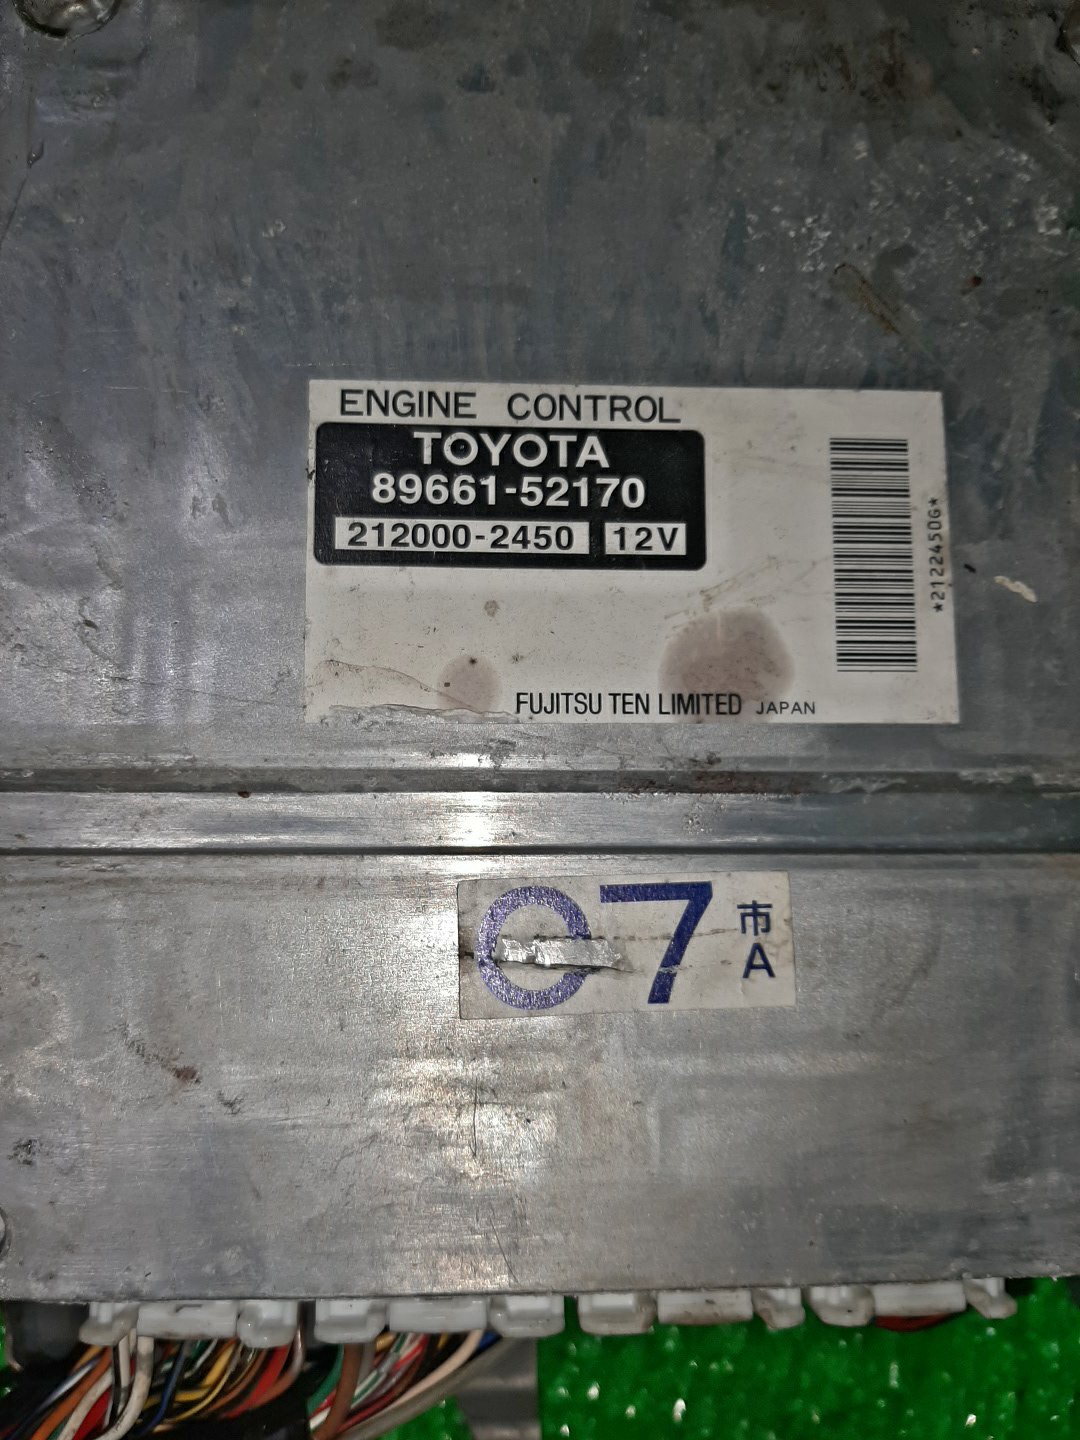 ENGINE CONTROL
TOYOTA
89661-52170
212000-2450 12V
*2122450G*
FUJITSU TEN LIMITED JAPAN
C7 市
A